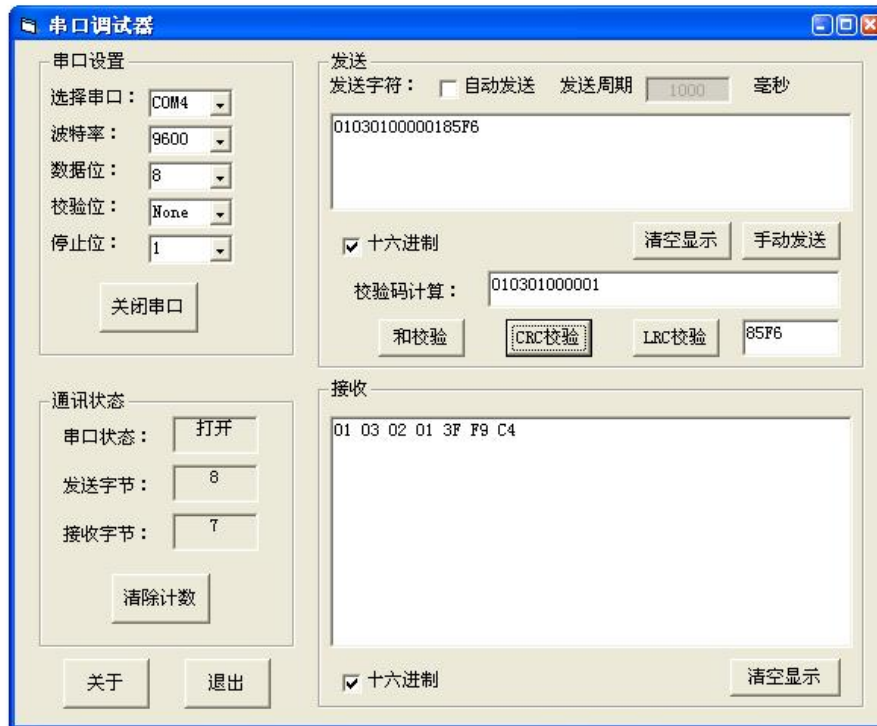 串口调试器
串口设置
选择串口： COM4
波特率： 9600
数据位： 8
校验位： None
停止位： 1
关闭串口
通讯状态
串口状态： 打开
发送字节： 8
接收字节： 7
清除计数
关于 退出
发送
发送字符： 自动发送 发送周期 1000 毫秒
01030100000185F6
十六进制 清空显示 手动发送
校验码计算： 010301000001
和校验 CRC校验 LRC校验 85F6
接收
01 03 02 01 3F F9 C4
十六进制 清空显示